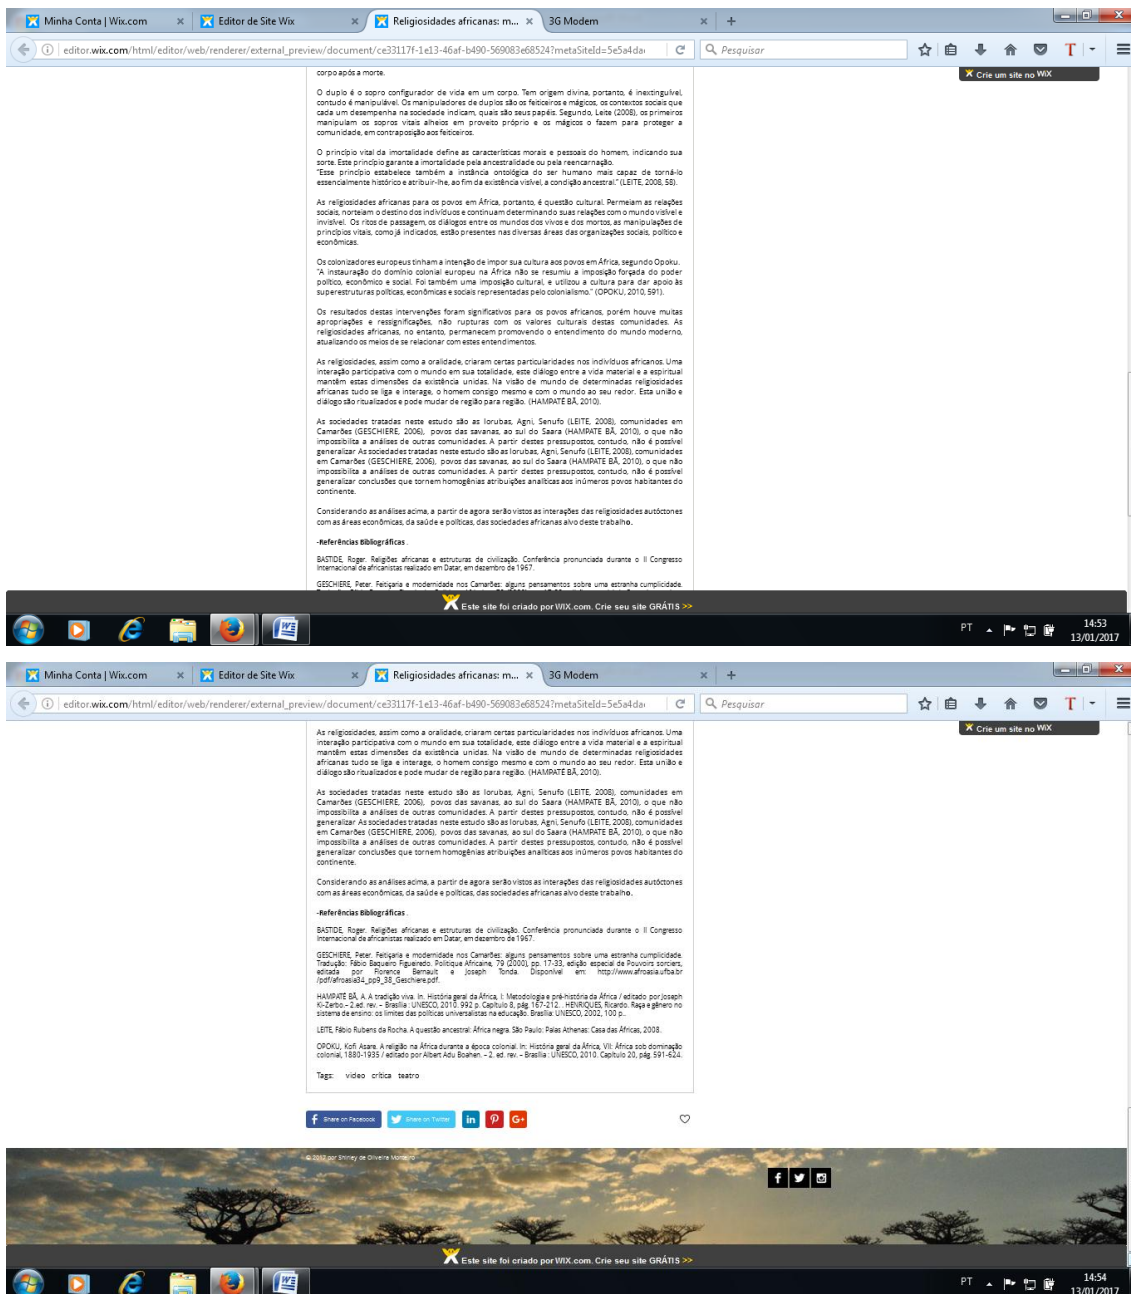 Minha Conta | Wix.com × Editor de Site Wix × Religiosidades africanas: m... × 3G Modem × +
editor.wix.com/html/editor/web/renderer/external_preview/document/ce33117f-1e13-46af-b490-569083e68524?metaSiteId=5e5a4da Pesquisar
Crie um site no WiX
corpo após a morte.
O duplo é o sopro configurador de vida em um corpo. Tem origem divina, portanto, é inextinguível,
contudo é manipulável. Os manipuladores de duplos são os feiticeiros e mágicos, os contextos sociais que
cada um desempenha na sociedade indicam, quais são seus papéis. Segundo, Leite (2008), os primeiros
manipulam os sopros vitais alheios em proveito próprio e os mágicos o fazem para proteger a
comunidade, em contraposição aos feiticeiros.
O princípio vital da imortalidade define as características morais e pessoais do homem, indicando sua
sorte. Este princípio garante a imortalidade pela ancestralidade ou pela reencarnação.
"Esse princípio estabelece também a instância ontológica do ser humano mais capaz de torná-lo
essencialmente histórico e atribuir-lhe, ao fim da existência visível, a condição ancestral." (LEITE, 2008, 58).
As religiosidades africanas para os povos em África, portanto, é questão cultural. Permeiam as relações
sociais, norteiam o destino dos indivíduos e continuam determinando suas relações com o mundo visível e
invisível. Os ritos de passagem, os diálogos entre os mundos dos vivos e dos mortos, as manipulações de
princípios vitais, como já indicados, estão presentes nas diversas áreas das organizações sociais, político e
econômicas.
Os colonizadores europeus tinham a intenção de impor sua cultura aos povos em África, segundo Opoku.
"A instauração do domínio colonial europeu na África não se resumiu a imposição forçada do poder
político, econômico e social. Foi também uma imposição cultural, e utilizou a cultura para dar apoio às
superestruturas políticas, econômicas e sociais representadas pelo colonialismo." (OPOKU, 2010, 591).
Os resultados destas intervenções foram significativos para os povos africanos, porém houve muitas
apropriações e ressignificações, não rupturas com os valores culturais destas comunidades. As
religiosidades africanas, no entanto, permanecem promovendo o entendimento do mundo moderno,
atualizando os meios de se relacionar com estes entendimentos.
As religiosidades, assim como a oralidade, criaram certas particularidades nos indivíduos africanos. Uma
interação participativa com o mundo em sua totalidade, este diálogo entre a vida material e a espiritual
mantêm estas dimensões da existência unidas. Na visão de mundo de determinadas religiosidades
africanas tudo se liga e interage, o homem consigo mesmo e com o mundo ao seu redor. Esta união e
diálogo são ritualizados e pode mudar de região para região. (HAMPATÉ BÂ, 2010).
As sociedades tratadas neste estudo são as Iorubas, Agni, Senufo (LEITE, 2008), comunidades em
Camarões (GESCHIERE, 2006), povos das savanas, ao sul do Saara (HAMPATE BÂ, 2010), o que não
impossibilita a análises de outras comunidades. A partir destes pressupostos, contudo, não é possível
generalizar As sociedades tratadas neste estudo são as Iorubas, Agni, Senufo (LEITE, 2008), comunidades
em Camarões (GESCHIERE, 2006), povos das savanas, ao sul do Saara (HAMPATE BÂ, 2010), o que não
impossibilita a análises de outras comunidades. A partir destes pressupostos, contudo, não é possível
generalizar conclusões que tornem homogênias atribuições analíticas aos inúmeros povos habitantes do
continente.
Considerando as análises acima, a partir de agora serão vistos as interações das religiosidades autóctones
com as áreas econômicas, da saúde e políticas, das sociedades africanas alvo deste trabalho.
-Referências Bibliográficas .
BASTIDE, Roger. Religiões africanas e estruturas de civilização. Conferência pronunciada durante o II Congresso
Internacional de africanistas realizado em Datar, em dezembro de 1967.
GESCHIERE, Peter. Feitiçaria e modernidade nos Camarões: alguns pensamentos sobre uma estranha cumplicidade.
Este site foi criado por WIX.com. Crie seu site GRÁTIS >>
PT 14:53
13/01/2017
Minha Conta | Wix.com × Editor de Site Wix × Religiosidades africanas: m... × 3G Modem × +
editor.wix.com/html/editor/web/renderer/external_preview/document/ce33117f-1e13-46af-b490-569083e68524?metaSiteId=5e5a4da Pesquisar
Crie um site no WiX
As religiosidades, assim como a oralidade, criaram certas particularidades nos indivíduos africanos. Uma
interação participativa com o mundo em sua totalidade, este diálogo entre a vida material e a espiritual
mantêm estas dimensões da existência unidas. Na visão de mundo de determinadas religiosidades
africanas tudo se liga e interage, o homem consigo mesmo e com o mundo ao seu redor. Esta união e
diálogo são ritualizados e pode mudar de região para região. (HAMPATÉ BÂ, 2010).
As sociedades tratadas neste estudo são as Iorubas, Agni, Senufo (LEITE, 2008), comunidades em
Camarões (GESCHIERE, 2006), povos das savanas, ao sul do Saara (HAMPATE BÂ, 2010), o que não
impossibilita a análises de outras comunidades. A partir destes pressupostos, contudo, não é possível
generalizar As sociedades tratadas neste estudo são as Iorubas, Agni, Senufo (LEITE, 2008), comunidades
em Camarões (GESCHIERE, 2006), povos das savanas, ao sul do Saara (HAMPATE BÂ, 2010), o que não
impossibilita a análises de outras comunidades. A partir destes pressupostos, contudo, não é possível
generalizar conclusões que tornem homogênias atribuições analíticas aos inúmeros povos habitantes do
continente.
Considerando as análises acima, a partir de agora serão vistos as interações das religiosidades autóctones
com as áreas econômicas, da saúde e políticas, das sociedades africanas alvo deste trabalho.
-Referências Bibliográficas .
BASTIDE, Roger. Religiões africanas e estruturas de civilização. Conferência pronunciada durante o II Congresso
Internacional de africanistas realizado em Datar, em dezembro de 1967.
GESCHIERE, Peter. Feitiçaria e modernidade nos Camarões: alguns pensamentos sobre uma estranha cumplicidade.
Tradução: Fábio Baqueiro Figueiredo. Politique Africaine, 79 (2000), pp. 17-33, edição especial de Pouvoirs sorciers,
editada por Florence Bernault e Joseph Tonda. Disponível em: http://www.afroasia.ufba.br
/pdf/afroasia34_pp9_38_Geschiere.pdf.
HAMPATÉ BÂ, A. A tradição viva. In. História geral da África, I: Metodologia e pré-história da África / editado por Joseph
Ki-Zerbo.– 2.ed. rev. – Brasília : UNESCO, 2010. 992 p. Capítulo 8, pág. 167-212. . HENRIQUES, Ricardo. Raça e gênero no
sistema de ensino: os limites das políticas universalistas na educação. Brasília: UNESCO, 2002, 100 p..
LEITE, Fábio Rubens da Rocha. A questão ancestral: África negra. São Paulo: Palas Athenas: Casa das Áfricas, 2008.
OPOKU, Kofi Asare. A religião na África durante a época colonial. In: História geral da África, VII: África sob dominação
colonial, 1880-1935 / editado por Albert Adu Boahen. – 2. ed. rev. – Brasília : UNESCO, 2010. Capítulo 20, pág. 591-624.
Tags: video crítica teatro
Share on Facebook Share on Twitter in G+
© 2017 por Shirley de Oliveira Monteiro
Este site foi criado por WIX.com. Crie seu site GRÁTIS >>
PT 14:54
13/01/2017